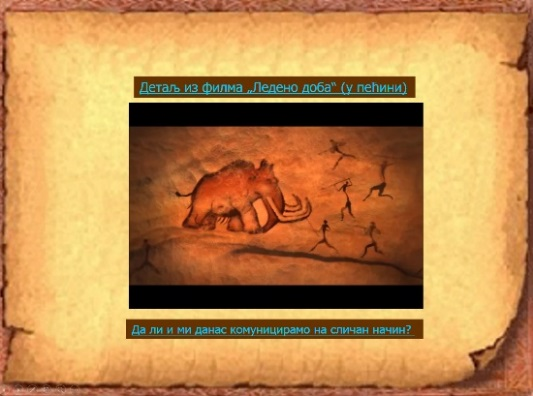 Детаљ из филма „Ледено доба“ (у пећини)
Да ли и ми данас комуницирамо на сличан начин?